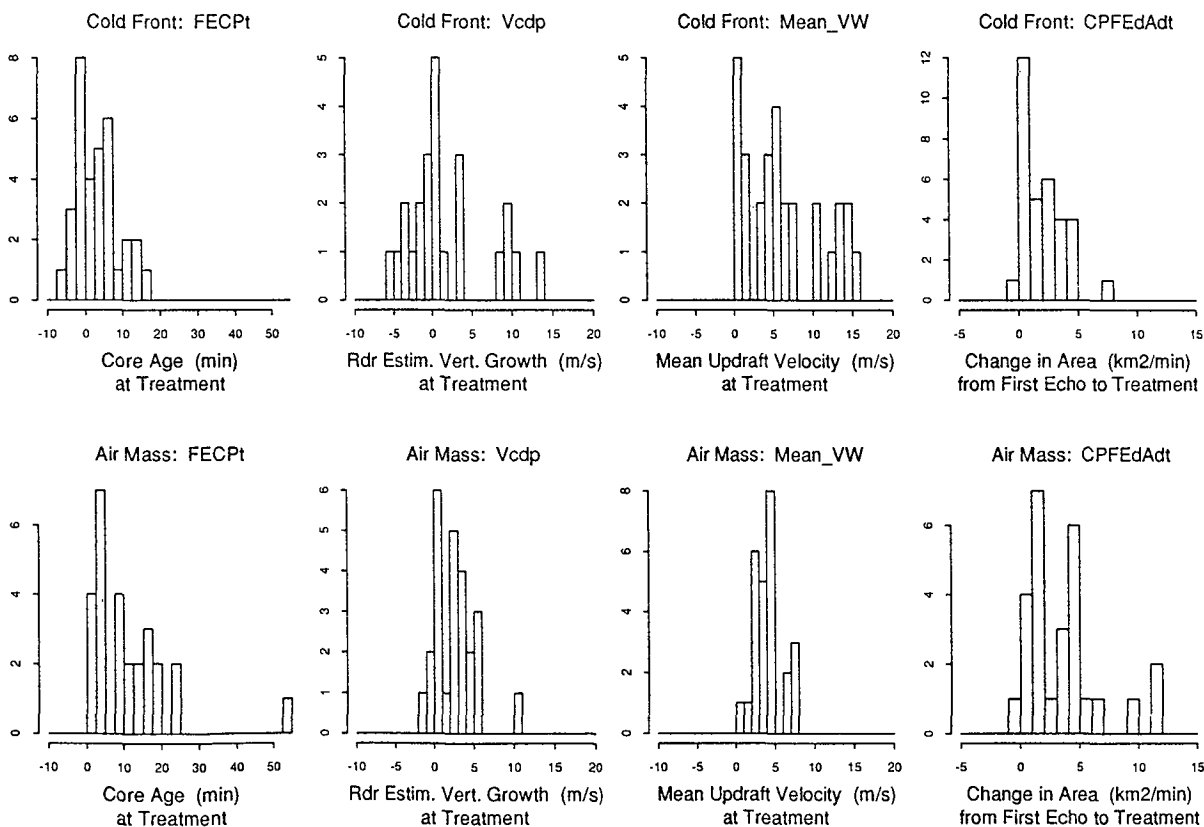 Cold Front: FECPt
Cold Front: Vcdp
Cold Front: Mean_VW
Cold Front: CPFEdAdt
0 2 4 6 8
-10 0 10 20 30 40 50
Core Age (min)
at Treatment
0 1 2 3 4 5
-10 -5 0 5 10 15 20
Rdr Estim. Vert. Growth (m/s)
at Treatment
0 1 2 3 4 5
-10 -5 0 5 10 15 20
Mean Updraft Velocity (m/s)
at Treatment
0 2 4 6 8 10 12
-5 0 5 10 15
Change in Area (km2/min)
from First Echo to Treatment
Air Mass: FECPt
Air Mass: Vcdp
Air Mass: Mean_VW
Air Mass: CPFEdAdt
0 2 4 6
-10 0 10 20 30 40 50
Core Age (min)
at Treatment
0 1 2 3 4 5 6
-10 -5 0 5 10 15 20
Rdr Estim. Vert. Growth (m/s)
at Treatment
0 2 4 6 8
-10 -5 0 5 10 15 20
Mean Updraft Velocity (m/s)
at Treatment
0 2 4 6
-5 0 5 10 15
Change in Area (km2/min)
from First Echo to Treatment